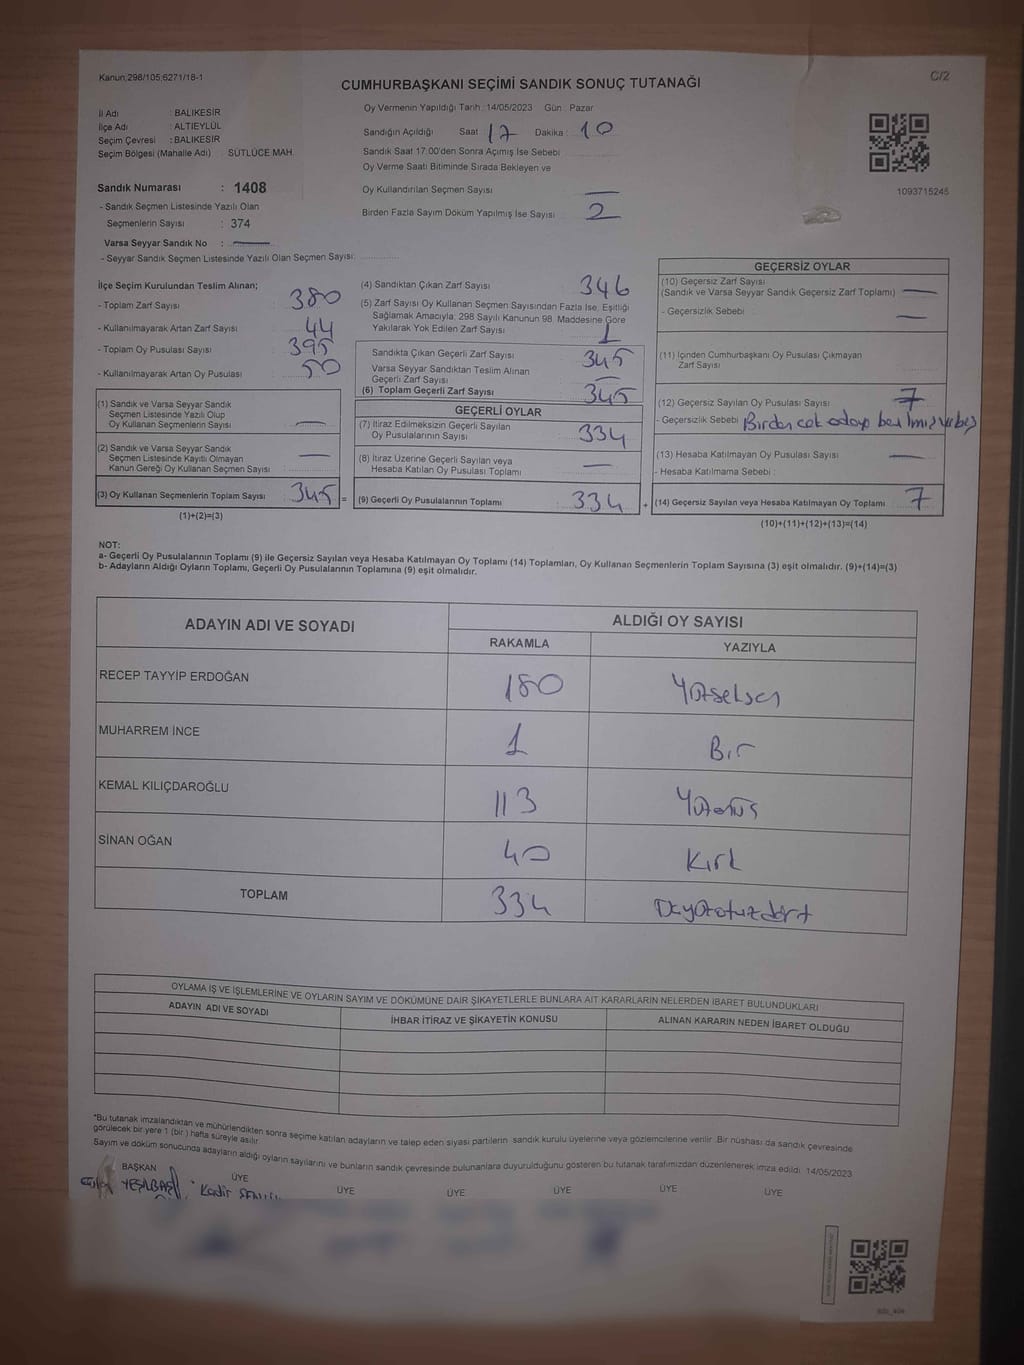 Kanun;298/105,6271/18-1
C/2
CUMHURBAŞKANI SEÇİMİ SANDIK SONUÇ TUTANAĞI
İl Adı : BALIKESİR
İlçe Adı : ALTIEYLÜL
Seçim Çevresi : BALIKESİR
Seçim Bölgesi (Mahalle Adı) SÜTLÜCE MAH.
Sandık Numarası : 1408
- Sandık Seçmen Listesinde Yazılı Olan
Seçmenlerin Sayısı : 374
Varsa Seyyar Sandık No :
- Seyyar Sandık Seçmen Listesinde Yazılı Olan Seçmen Sayısı:
Oy Vermenin Yapıldığı Tarih : 14/05/2023 Gün : Pazar
Sandığın Açıldığı Saat 17 Dakika : 10
Sandık Saat 17:00'den Sonra Açımış İse Sebebi
Oy Verme Saati Bitiminde Sırada Bekleyen ve
Oy Kullandırılan Seçmen Sayısı —
Birden Fazla Sayım Döküm Yapılmış İse Sayısı 2
1093715245
İlçe Seçim Kurulundan Teslim Alınan;
- Toplam Zarf Sayısı 380
- Kullanılmayarak Artan Zarf Sayısı 44
- Toplam Oy Pusulası Sayısı 395
- Kullanılmayarak Artan Oy Pusulası 50
(1) Sandık ve Varsa Seyyar Sandık
Seçmen Listesinde Yazılı Olup
Oy Kullanan Seçmenlerin Sayısı —
(2) Sandık ve Varsa Seyyar Sandık
Seçmen Listesinde Kayıtlı Olmayan
Kanun Gereği Oy Kullanan Seçmen Sayısı —
(3) Oy Kullanan Seçmenlerin Toplam Sayısı 345 =
(1)+(2)=(3)
(4) Sandıktan Çıkan Zarf Sayısı 346
(5) Zarf Sayısı Oy Kullanan Seçmen Sayısından Fazla İse, Eşitliği
Sağlamak Amacıyla; 298 Sayılı Kanunun 98. Maddesine Göre
Yakılarak Yok Edilen Zarf Sayısı 1
Sandıkta Çıkan Geçerli Zarf Sayısı 345
Varsa Seyyar Sandıktan Teslim Alınan
Geçerli Zarf Sayısı —
(6) Toplam Geçerli Zarf Sayısı 345
GEÇERLİ OYLAR
(7) İtiraz Edilmeksizin Geçerli Sayılan
Oy Pusulalarının Sayısı 334
(8) İtiraz Üzerine Geçerli Sayılan veya
Hesaba Katılan Oy Pusulası Toplamı —
(9) Geçerli Oy Pusulalarının Toplamı 334 +
GEÇERSİZ OYLAR
(10) Geçersiz Zarf Sayısı
(Sandık ve Varsa Seyyar Sandık Geçersiz Zarf Toplamı) —
- Geçersizlik Sebebi —
(11) İçinden Cumhurbaşkanı Oy Pusulası Çıkmayan
Zarf Sayısı
(12) Geçersiz Sayılan Oy Pusulası Sayısı 7
- Geçersizlik Sebebi Birden çok adaya
(13) Hesaba Katılmayan Oy Pusulası Sayısı —
- Hesaba Katılmama Sebebi :
(14) Geçersiz Sayılan veya Hesaba Katılmayan Oy Toplamı 7
(10)+(11)+(12)+(13)=(14)
NOT:
a- Geçerli Oy Pusulalarının Toplamı (9) ile Geçersiz Sayılan veya Hesaba Katılmayan Oy Toplamı (14) Toplamları, Oy Kullanan Seçmenlerin Toplam Sayısına (3) eşit olmalıdır. (9)+(14)=(3)
b- Adayların Aldığı Oyların Toplamı, Geçerli Oy Pusulalarının Toplamına (9) eşit olmalıdır.
ADAYIN ADI VE SOYADI ALDIĞI OY SAYISI
RAKAMLA YAZIYLA
RECEP TAYYİP ERDOĞAN 180 Yüzseksen
MUHARREM İNCE 1 Bir
KEMAL KILIÇDAROĞLU 113 Yüzonüç
SİNAN OĞAN 40 Kırk
TOPLAM 334 Üçyüzotuzdört
OYLAMA İŞ VE İŞLEMLERİNE VE OYLARIN SAYIM VE DÖKÜMÜNE DAİR ŞİKAYETLERLE BUNLARA AİT KARARLARIN NELERDEN İBARET BULUNDUKLARI
ADAYIN ADI VE SOYADI İHBAR İTİRAZ VE ŞİKAYETİN KONUSU ALINAN KARARIN NEDEN İBARET OLDUĞU
*Bu tutanak imzalandıktan ve mühürlendikten sonra seçime katılan adayların ve talep eden siyasi partilerin sandık kurulu üyelerine veya gözlemcilerine verilir. Bir nüshası da sandık çevresinde
görülecek bir yere 1 (bir ) hafta süreyle asılır.
Sayım ve döküm sonucunda adayların aldığı oyların sayılarını ve bunların sandık çevresinde bulunanlara duyurulduğunu gösteren bu tutanak tarafımızdan düzenlenerek imza edildi. 14/05/2023
BAŞKAN ÜYE ÜYE ÜYE ÜYE ÜYE ÜYE
YEŞİLBAŞ Kadir